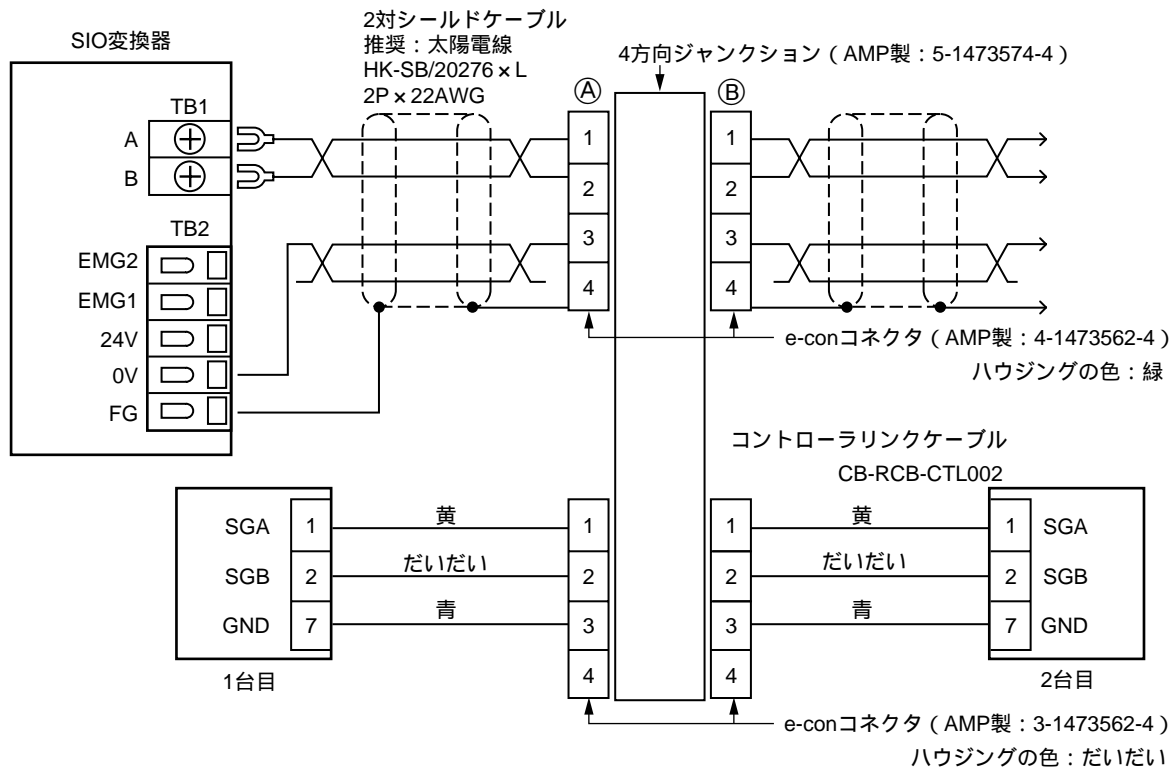 2対シールドケーブル
推奨：太陽電線
HK-SB/20276×L
2P×22AWG
SIO変換器
4方向ジャンクション（AMP製：5-1473574-4）
Ⓐ
Ⓑ
TB1
A
B
1
2
3
4
1
2
3
4
TB2
EMG2
EMG1
24V
0V
FG
e-conコネクタ（AMP製：4-1473562-4）
ハウジングの色：緑
コントローラリンクケーブル
CB-RCB-CTL002
SGA 1 黄 1
SGB 2 だいだい 2
GND 7 青 3
4
1台目
1 黄 1 SGA
2 だいだい 2 SGB
3 青 7 GND
4
2台目
e-conコネクタ（AMP製：3-1473562-4）
ハウジングの色：だいだい